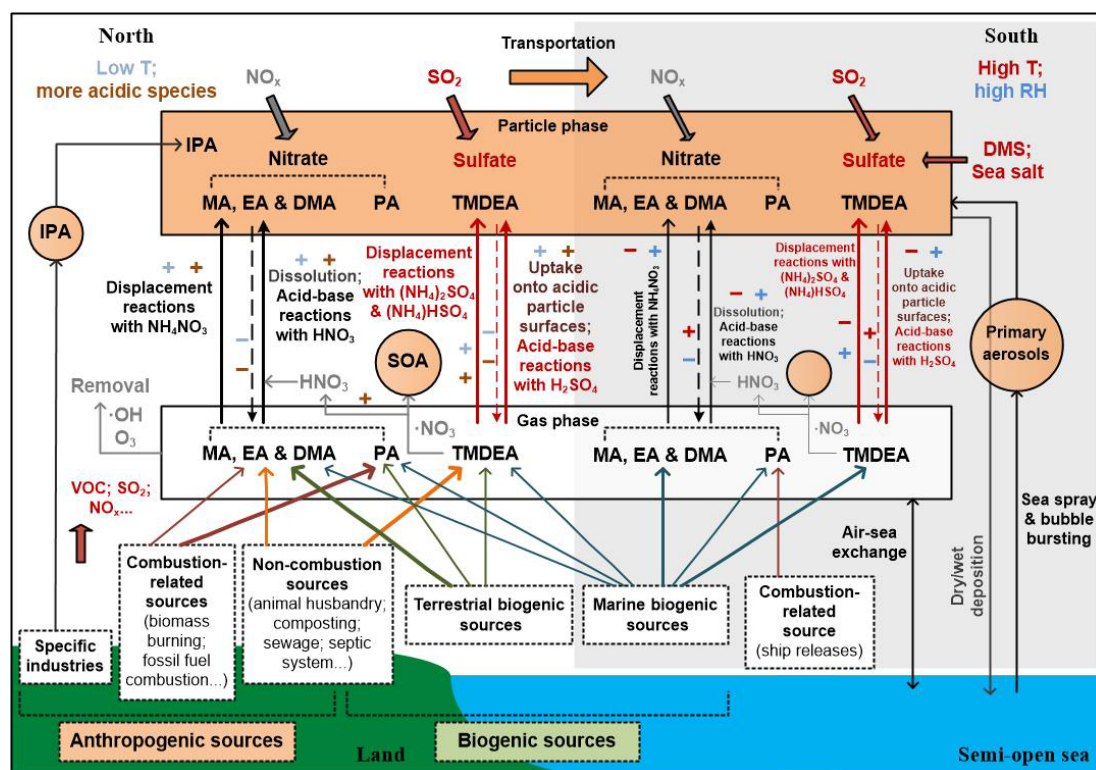 North
Low T;
more acidic species
NOₓ
SO₂
Transportation
NOₓ
SO₂
South
High T;
high RH
Particle phase
IPA
Nitrate
Sulfate
Nitrate
Sulfate
DMS;
Sea salt
MA, EA & DMA
PA
TMDEA
MA, EA & DMA
PA
TMDEA
IPA
+ +
Displacement
reactions
with NH₄NO₃
− −
+ +
Dissolution;
Acid-base
reactions
with HNO₃
Displacement
reactions
with (NH₄)₂SO₄
& (NH₄)HSO₄
+ +
− −
+ +
Uptake
onto acidic
particle
surfaces;
Acid-base
reactions
with H₂SO₄
− +
Displacement
reactions with NH₄NO₃
+ −
− +
Dissolution;
Acid-base
reactions
with HNO₃
Displacement
reactions with
(NH₄)₂SO₄ &
(NH₄)HSO₄
− +
+ −
− +
Uptake
onto acidic
particle
surfaces;
Acid-base
reactions
with H₂SO₄
Primary
aerosols
SOA
HNO₃
+
HNO₃
Removal
·OH
O₃
Gas phase
·NO₃
·NO₃
MA, EA & DMA
PA
TMDEA
MA, EA & DMA
PA
TMDEA
VOC; SO₂;
NOₓ...
Air-sea
exchange
Dry/wet
deposition
Sea spray
& bubble
bursting
Specific
industries
Combustion-
related
sources
(biomass
burning;
fossil fuel
combustion...)
Non-combustion
sources
(animal husbandry;
composting;
sewage; septic
system...)
Terrestrial biogenic
sources
Marine biogenic
sources
Combustion-
related
source
(ship releases)
Anthropogenic sources
Land
Biogenic sources
Semi-open sea